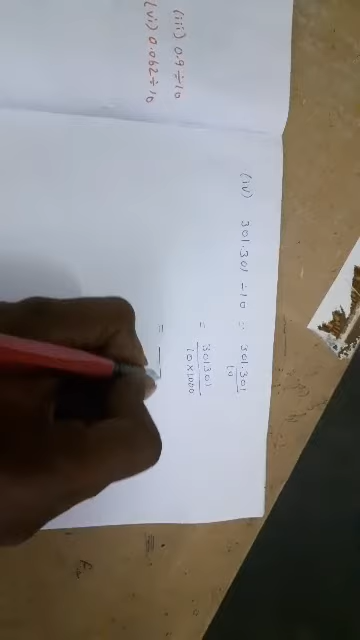 (iii) 0.9÷10
(vi) 0.062÷10
(iv) 301.301 ÷ 10 = 301.301
10
= 301301
10×1000
=